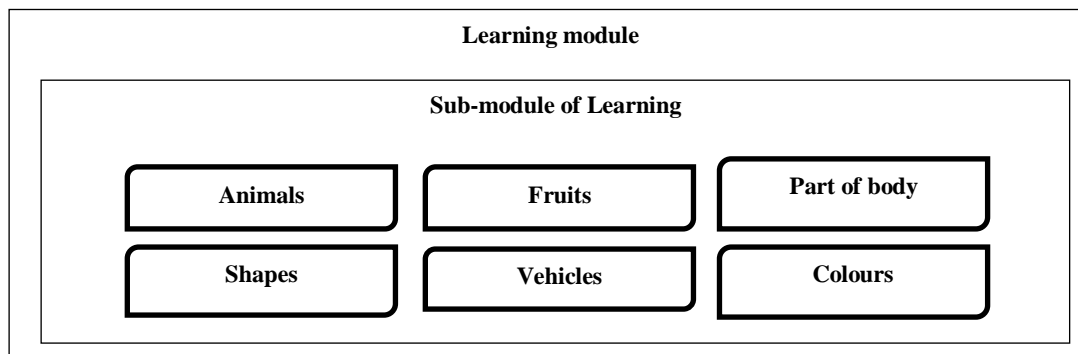 Learning module
Sub-module of Learning
Animals
Fruits
Part of body
Shapes
Vehicles
Colours